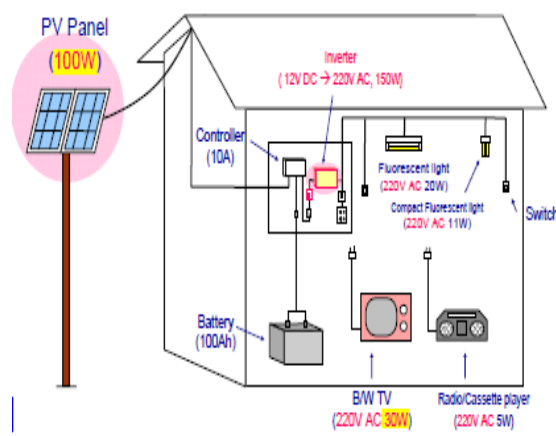 PV Panel
(100W)
Inverter
( 12V DC → 220V AC, 150W)
Controller
(10A)
Fluorescent light
(220V AC 20W)
Compact Fluorescent light
(220V AC 11W)
Switch
Battery
(100Ah)
B/W TV
(220V AC 30W)
Radio/Cassette player
(220V AC 5W)